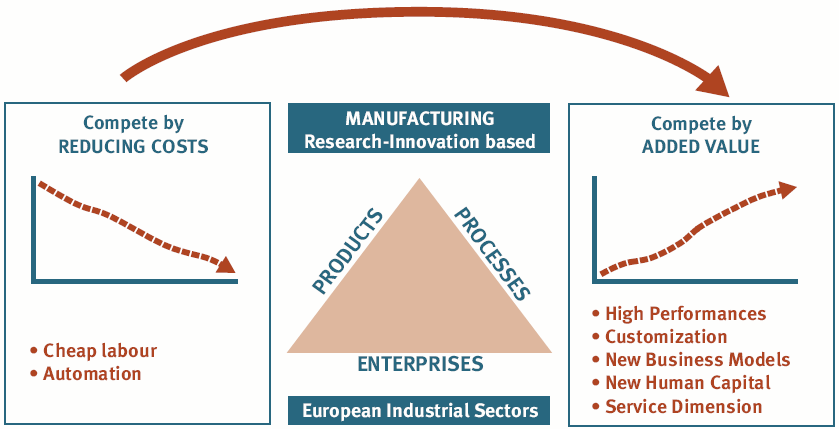 Compete by
REDUCING COSTS
• Cheap labour
• Automation
MANUFACTURING
Research-Innovation based
PRODUCTS
PROCESSES
ENTERPRISES
European Industrial Sectors
Compete by
ADDED VALUE
• High Performances
• Customization
• New Business Models
• New Human Capital
• Service Dimension